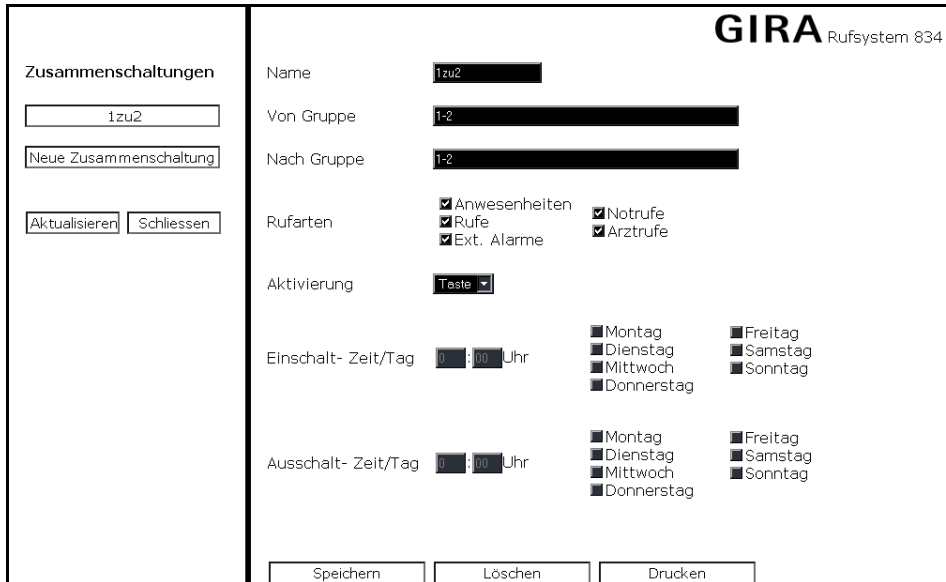 GIRA Rufsystem 834
Zusammenschaltungen
1zu2
Neue Zusammenschaltung
Aktualisieren Schliessen
Name 1zu2
Von Gruppe 1-2
Nach Gruppe 1-2
Rufarten
Anwesenheiten
Rufe
Ext. Alarme
Notrufe
Arztrufe
Aktivierung Taste
Einschalt- Zeit/Tag 0 : 00 Uhr
Montag
Dienstag
Mittwoch
Donnerstag
Freitag
Samstag
Sonntag
Ausschalt- Zeit/Tag 0 : 00 Uhr
Montag
Dienstag
Mittwoch
Donnerstag
Freitag
Samstag
Sonntag
Speichern Löschen Drucken